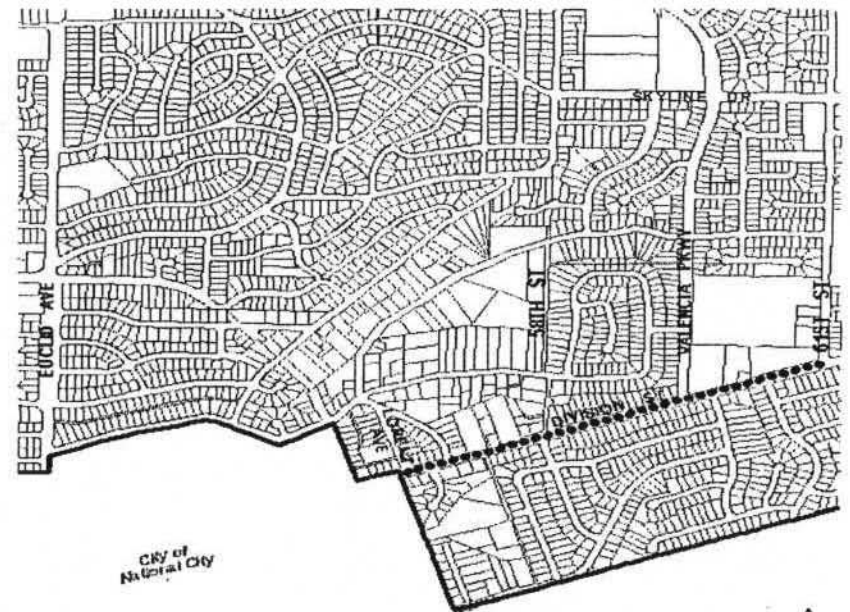 SKYLINE DR
EUCLID AVE
58TH ST
VALENCIA PKWY
61ST ST
DIVISION ST
AVE
City of
National City